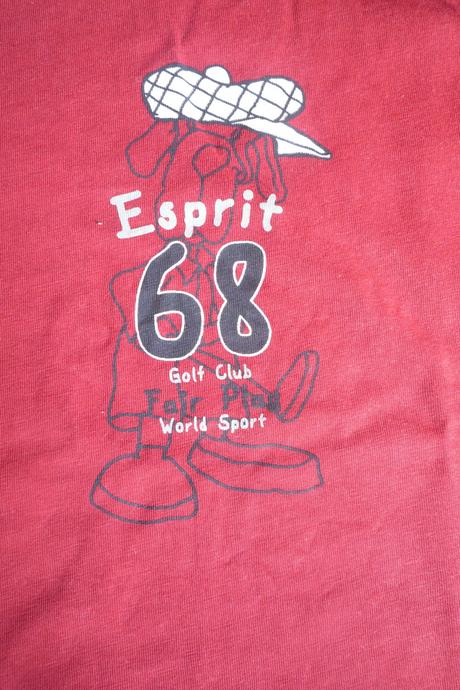 Esprit
68
Golf Club
Fair Play
World Sport